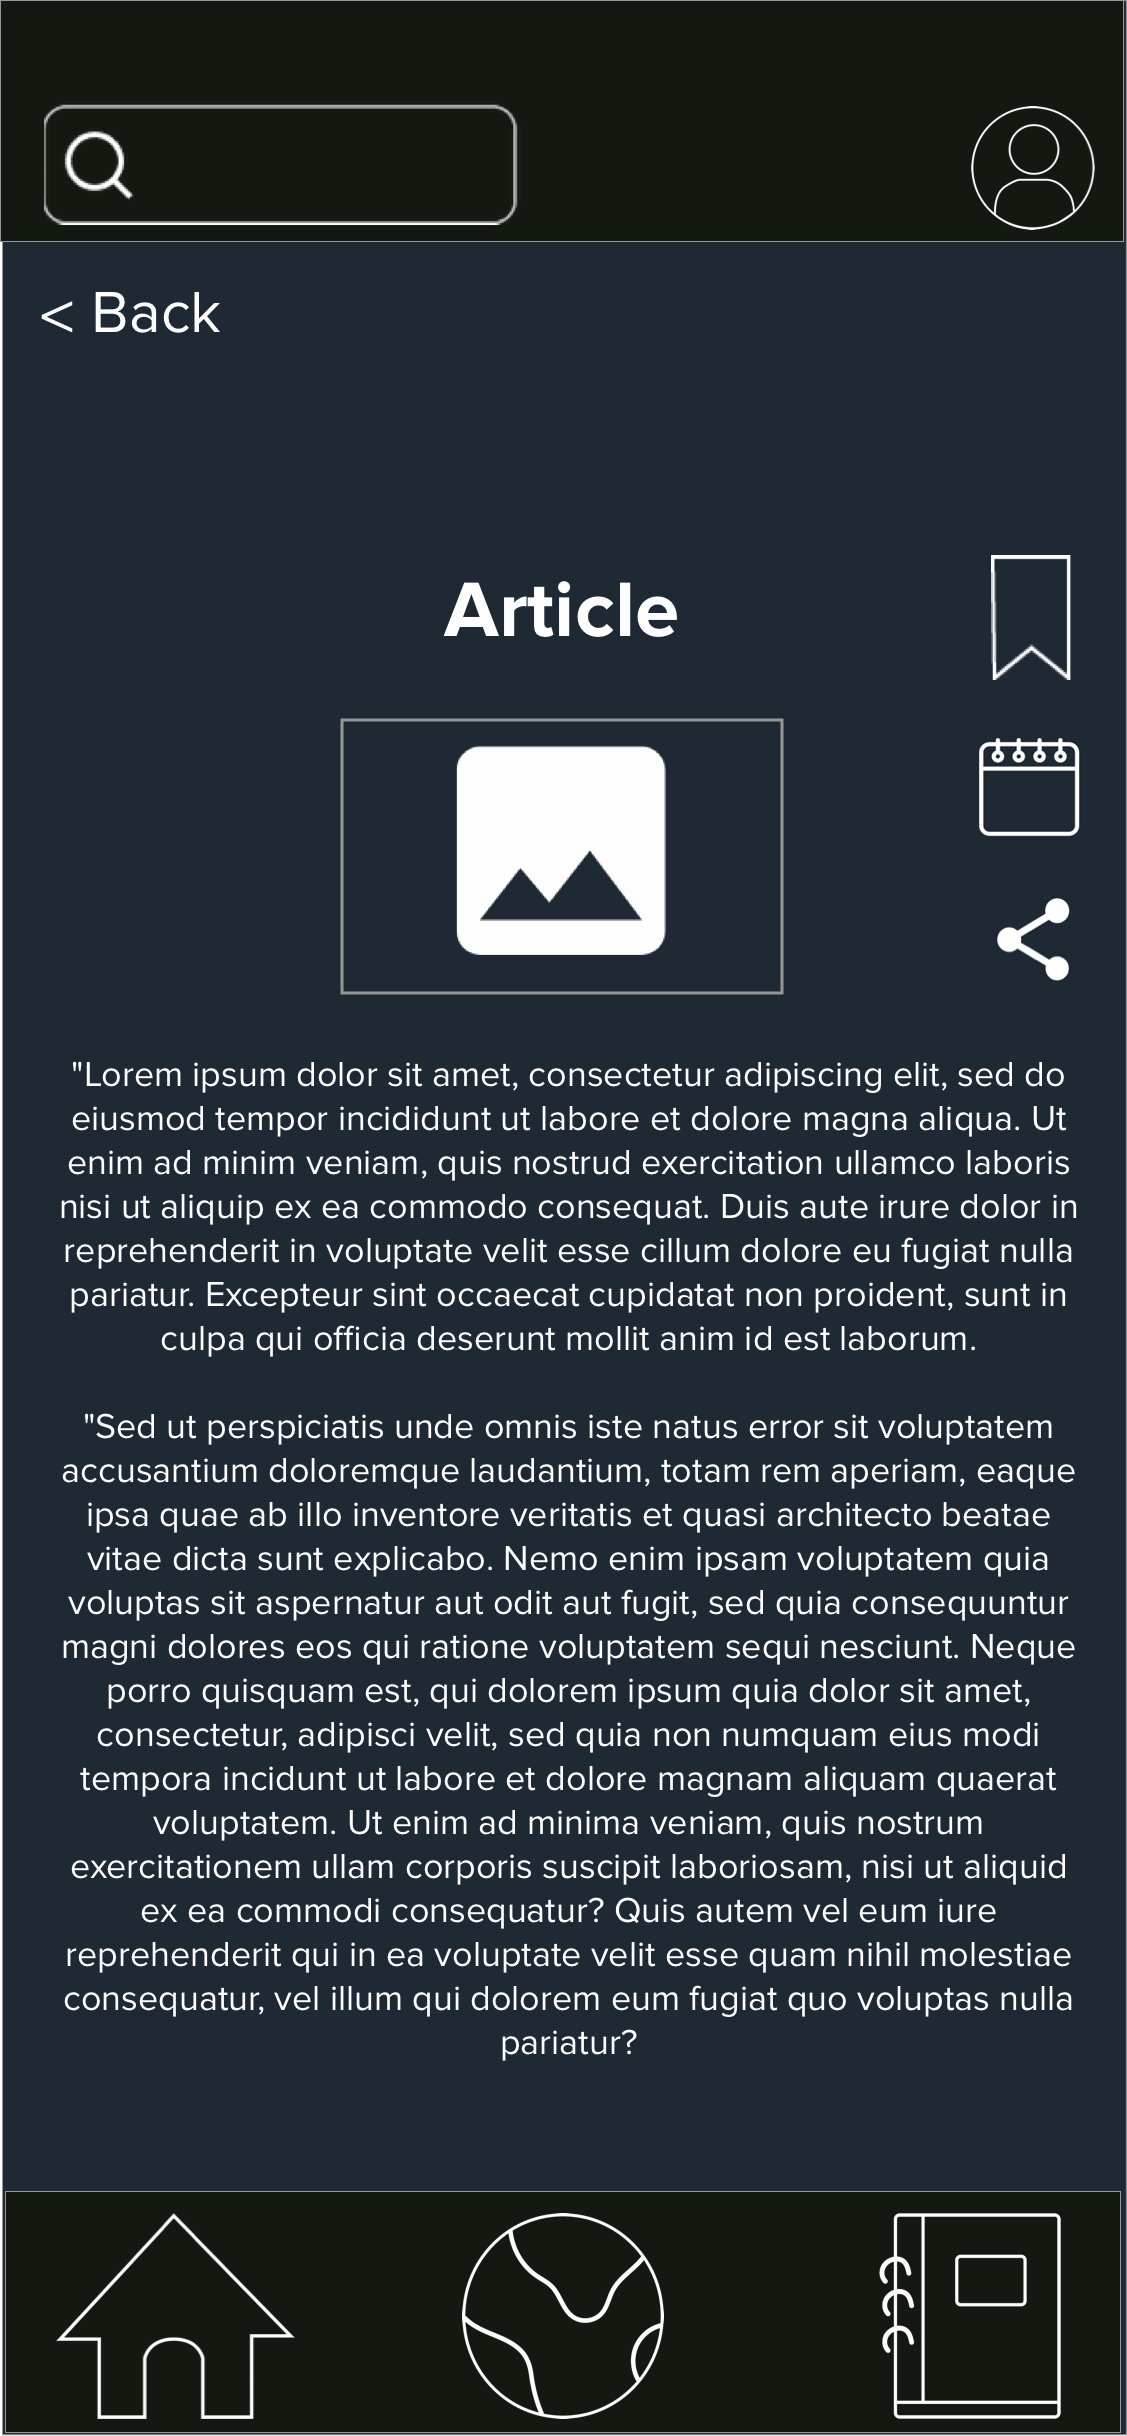 < Back
Article
"Lorem ipsum dolor sit amet, consectetur adipiscing elit, sed do
eiusmod tempor incididunt ut labore et dolore magna aliqua. Ut
enim ad minim veniam, quis nostrud exercitation ullamco laboris
nisi ut aliquip ex ea commodo consequat. Duis aute irure dolor in
reprehenderit in voluptate velit esse cillum dolore eu fugiat nulla
pariatur. Excepteur sint occaecat cupidatat non proident, sunt in
culpa qui officia deserunt mollit anim id est laborum.
"Sed ut perspiciatis unde omnis iste natus error sit voluptatem
accusantium doloremque laudantium, totam rem aperiam, eaque
ipsa quae ab illo inventore veritatis et quasi architecto beatae
vitae dicta sunt explicabo. Nemo enim ipsam voluptatem quia
voluptas sit aspernatur aut odit aut fugit, sed quia consequuntur
magni dolores eos qui ratione voluptatem sequi nesciunt. Neque
porro quisquam est, qui dolorem ipsum quia dolor sit amet,
consectetur, adipisci velit, sed quia non numquam eius modi
tempora incidunt ut labore et dolore magnam aliquam quaerat
voluptatem. Ut enim ad minima veniam, quis nostrum
exercitationem ullam corporis suscipit laboriosam, nisi ut aliquid
ex ea commodi consequatur? Quis autem vel eum iure
reprehenderit qui in ea voluptate velit esse quam nihil molestiae
consequatur, vel illum qui dolorem eum fugiat quo voluptas nulla
pariatur?